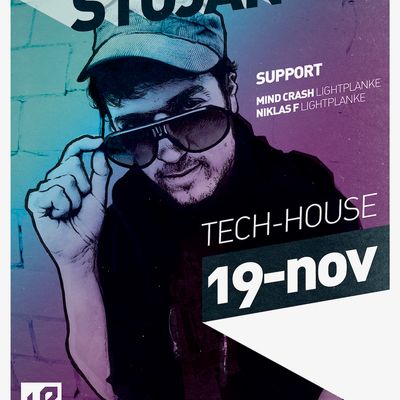 SUPPORT
MIND CRASH LIGHTPLANKE
NIKLAS F LIGHTPLANKE
TECH-HOUSE
19-nov